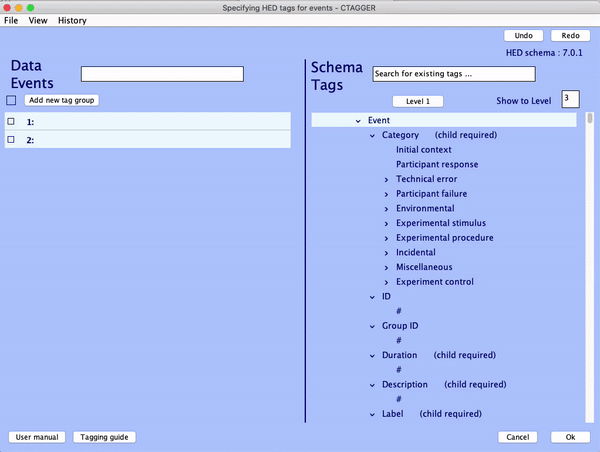 Specifying HED tags for events - CTAGGER
File View History
Undo Redo
HED schema : 7.0.1
Data Events
Add new tag group
1:
2:
Schema Tags
Search for existing tags ...
Level 1
Show to Level 3
Event
Category (child required)
Initial context
Participant response
Technical error
Participant failure
Environmental
Experimental stimulus
Experimental procedure
Incidental
Miscellaneous
Experiment control
ID
#
Group ID
#
Duration (child required)
#
Description (child required)
#
Label (child required)
User manual Tagging guide
Cancel Ok